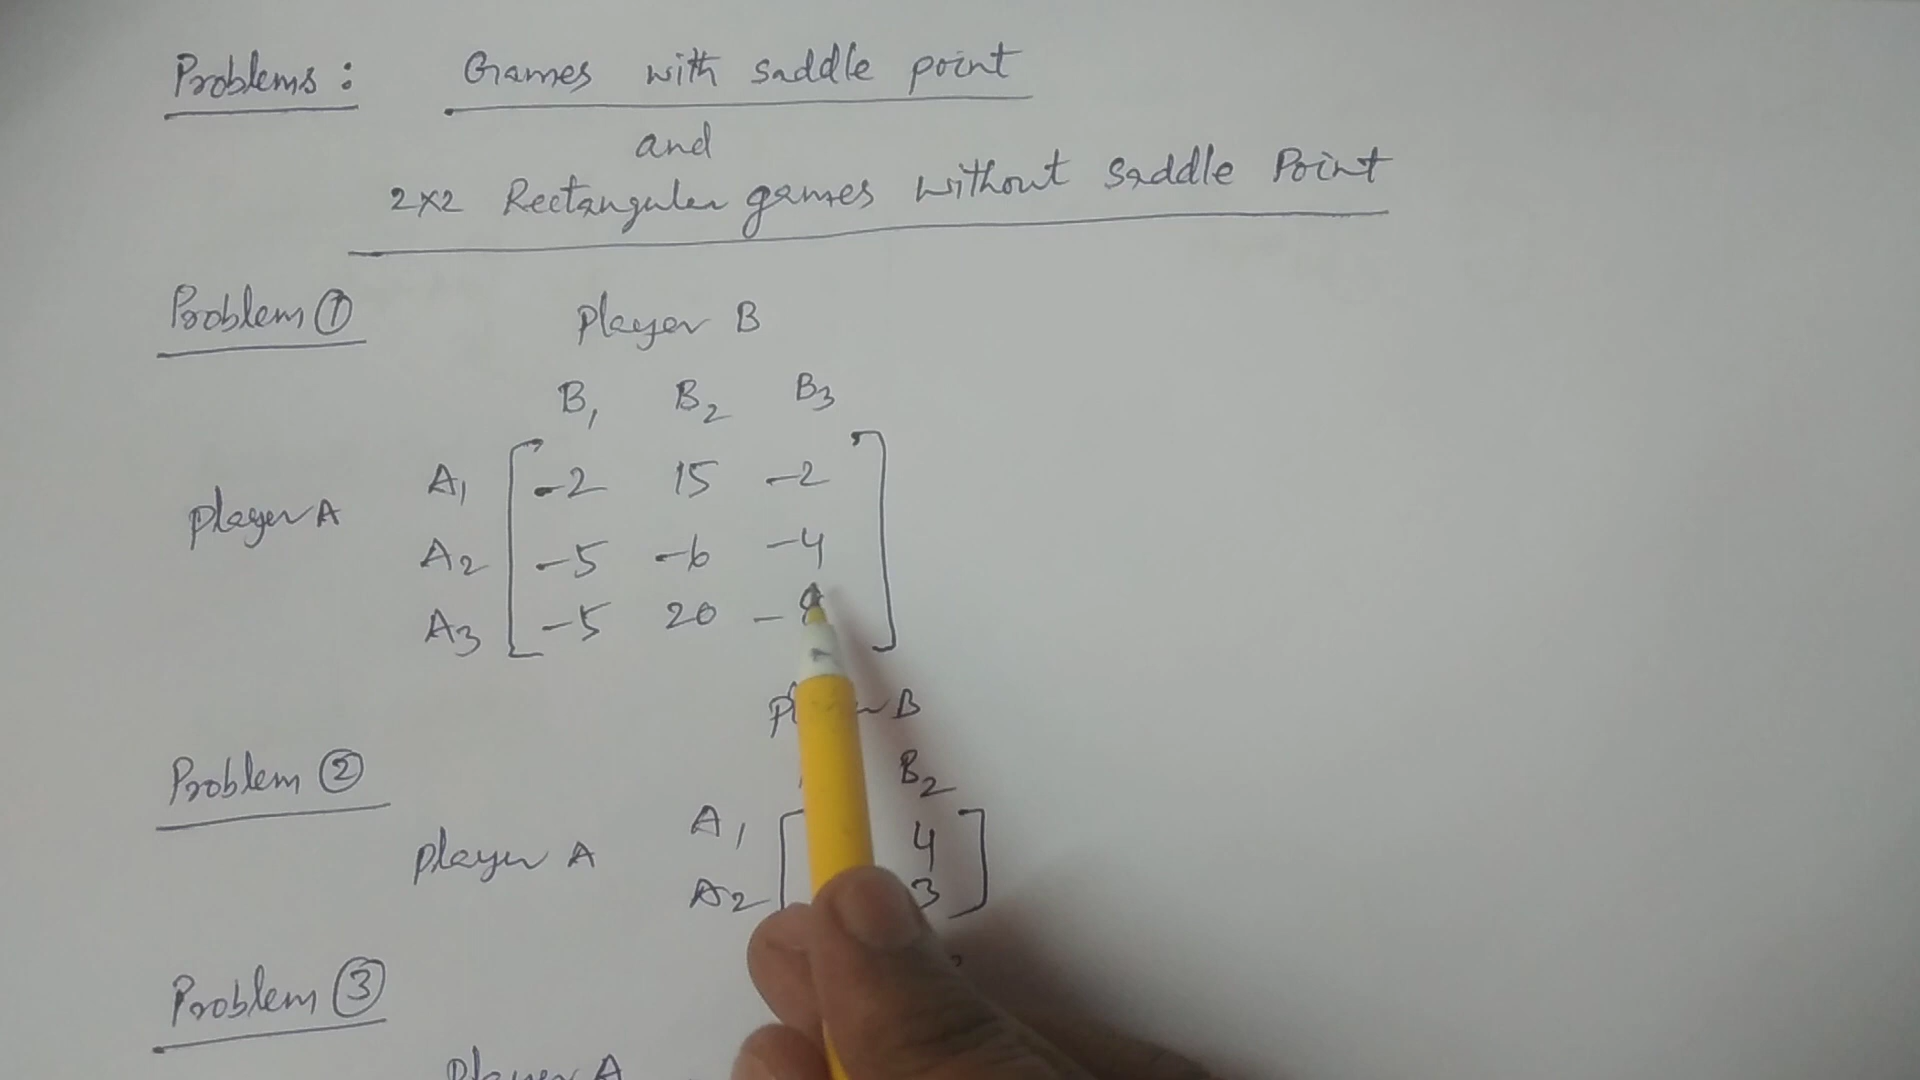 Problems : Games with saddle point
and
2x2 Rectangular games without Saddle Point
Problem ① Player B
B1 B2 B3
Player A
A1 -2 15 -2
A2 -5 -6 -4
A3 -5 20 -
B
Problem ② B2
Player A
A1 4
A2 3
Problem ③
Player A